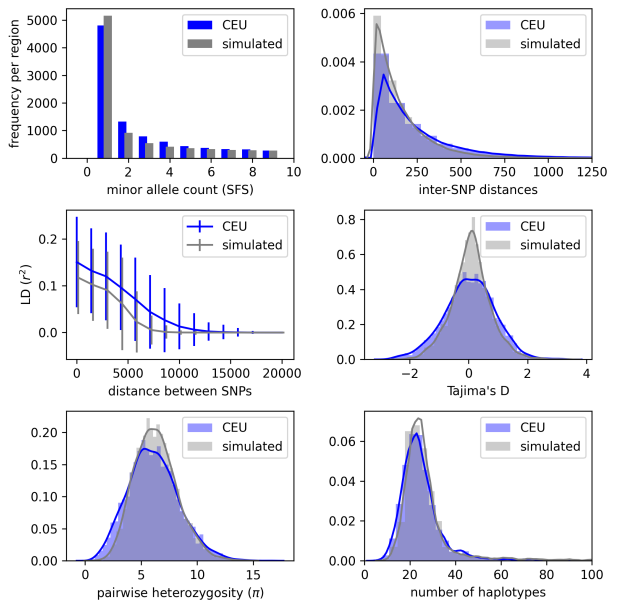 frequency per region
5000
4000
3000
2000
1000
0
0 2 4 6 8 10
minor allele count (SFS)
CEU
simulated
0.006
0.004
0.002
0.000
0 250 500 750 1000 1250
inter-SNP distances
CEU
simulated
LD (r²)
0.2
0.1
0.0
0 5000 10000 15000 20000
distance between SNPs
CEU
simulated
0.8
0.6
0.4
0.2
0.0
−2 0 2 4
Tajima's D
CEU
simulated
0.20
0.15
0.10
0.05
0.00
0 5 10 15
pairwise heterozygosity (π)
CEU
simulated
0.06
0.04
0.02
0.00
0 20 40 60 80 100
number of haplotypes
CEU
simulated